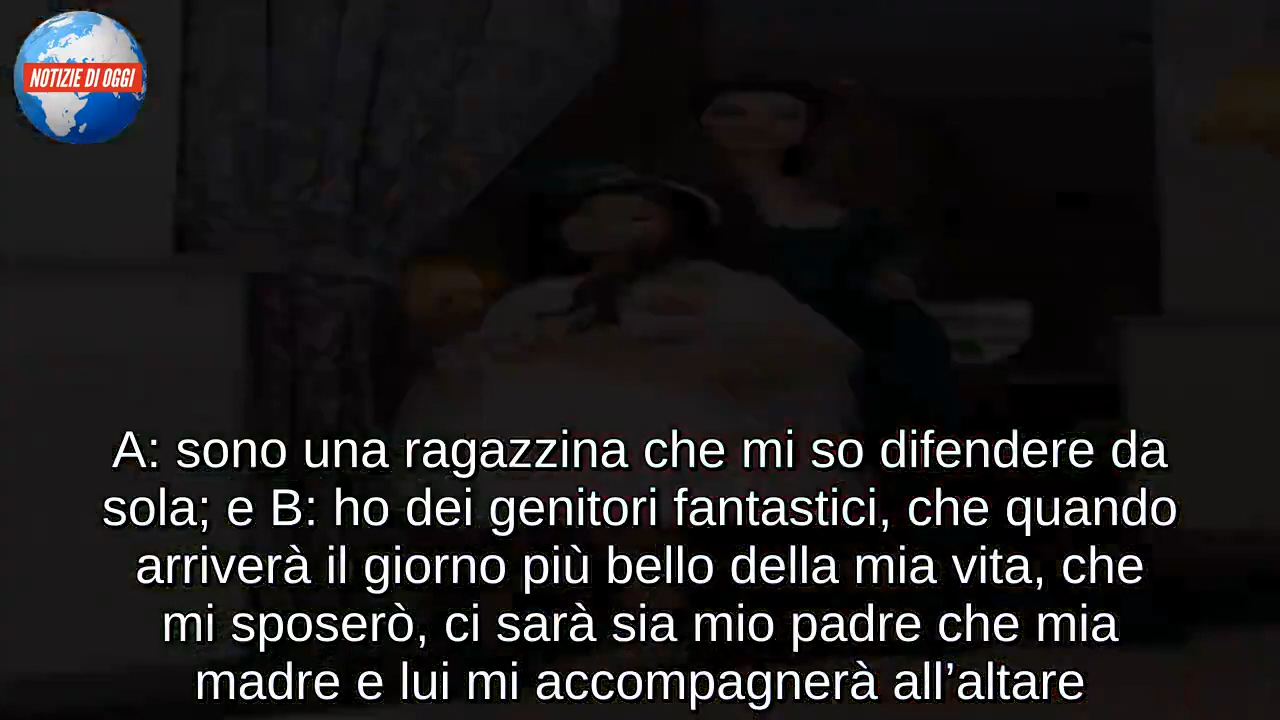 NOTIZIE DI OGGI
A: sono una ragazzina che mi so difendere da
sola; e B: ho dei genitori fantastici, che quando
arriverà il giorno più bello della mia vita, che
mi sposerò, ci sarà sia mio padre che mia
madre e lui mi accompagnerà all’altare